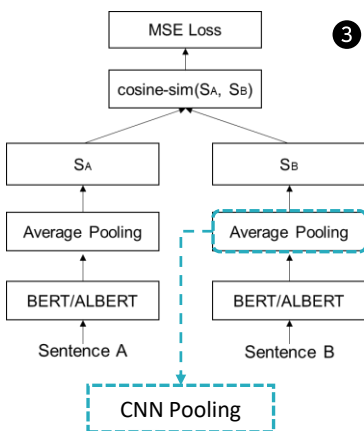 MSE Loss
3
cosine-sim(SA, SB)
SA
SB
Average Pooling
Average Pooling
BERT/ALBERT
BERT/ALBERT
Sentence A
Sentence B
CNN Pooling